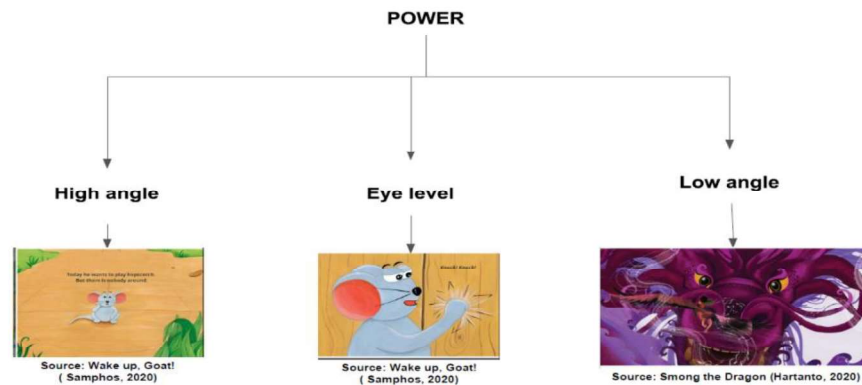 POWER
High angle
Eye level
Low angle
Today he wants to play hopscotch.
But there is nobody around.
Knock! Knock!
Source: Wake up, Goat!
( Samphos, 2020)
Source: Wake up, Goat!
( Samphos, 2020)
Source: Smong the Dragon (Hartanto, 2020)